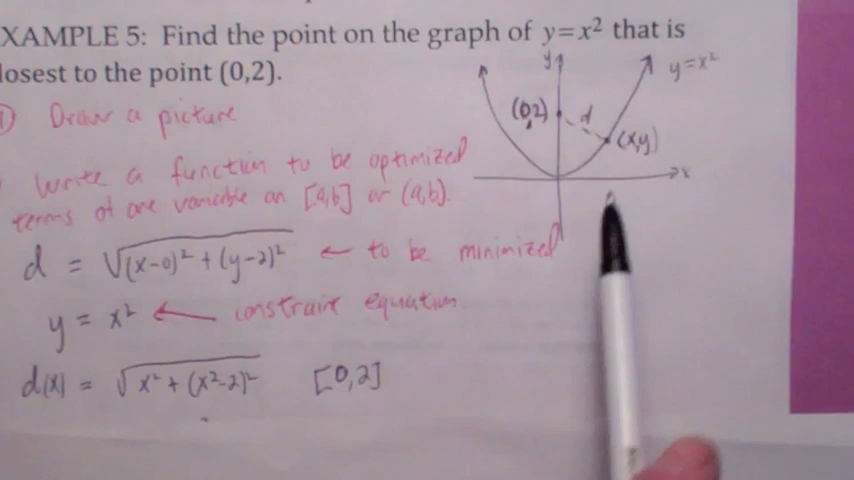 XAMPLE 5: Find the point on the graph of y=x² that is
losest to the point (0,2).
1) Draw a picture
Write a function to be optimized
terms of one variable on [a,b] or (a,b).
d = √(x-0)²+(y-2)² ← to be minimized
y = x² ← constraint equation
d(x) = √x²+(x²-2)² [0,2]
y
y=x²
(0,2)
d
(x,y)
x